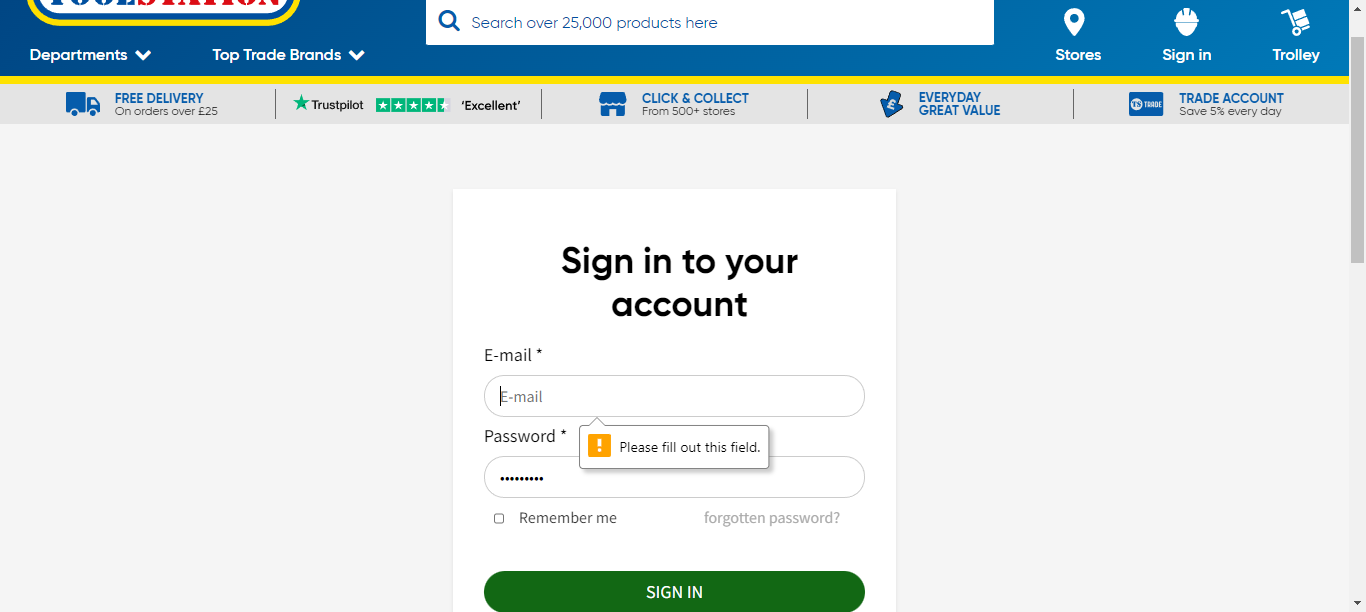 TOOLSTATION
Search over 25,000 products here
Departments
Top Trade Brands
Stores
Sign in
Trolley
FREE DELIVERY
On orders over £25
Trustpilot
‘Excellent’
CLICK & COLLECT
From 500+ stores
£
EVERYDAY
GREAT VALUE
TS TRADE
TRADE ACCOUNT
Save 5% every day
Sign in to your
account
E-mail *
E-mail
Password *
! Please fill out this field.
Remember me
forgotten password?
SIGN IN